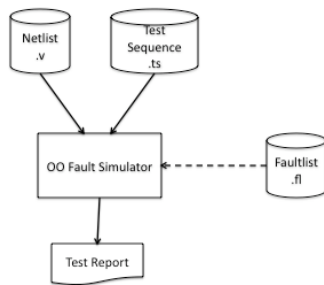 Netlist
.v
Test
Sequence
.ts
OO Fault Simulator
Faultlist
.fl
Test Report